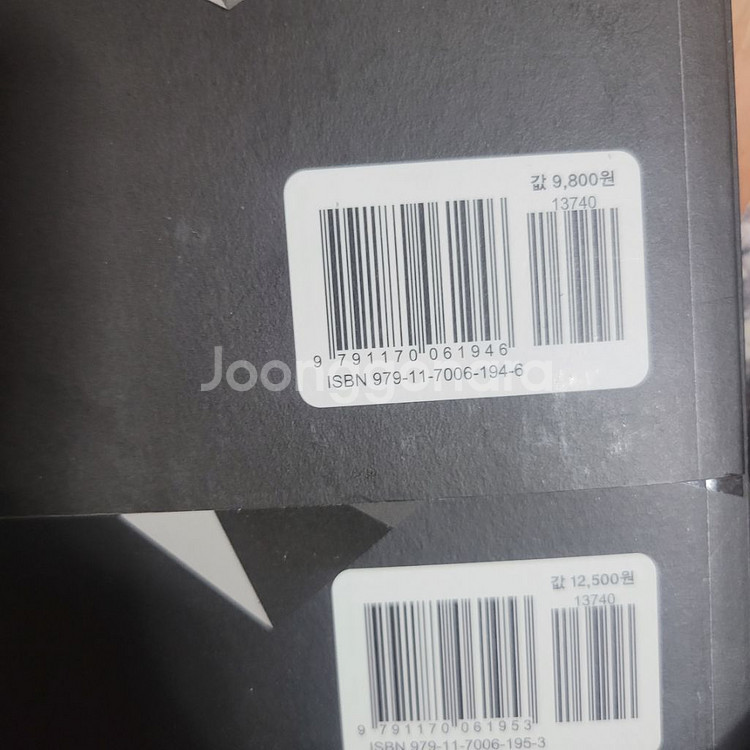 값 9,800원
13740
9 791170 061946
ISBN 979-11-7006-194-6
Joonggonara
값 12,500원
13740
9 791170 061953
ISBN 979-11-7006-195-3